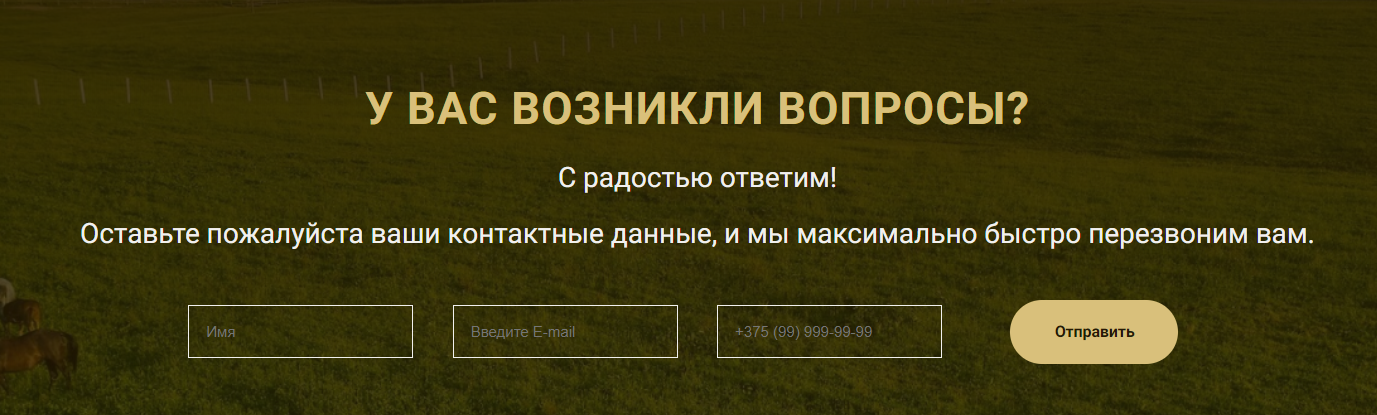 У ВАС ВОЗНИКЛИ ВОПРОСЫ?
С радостью ответим!
Оставьте пожалуйста ваши контактные данные, и мы максимально быстро перезвоним вам.
Имя Введите E-mail +375 (99) 999-99-99 Отправить